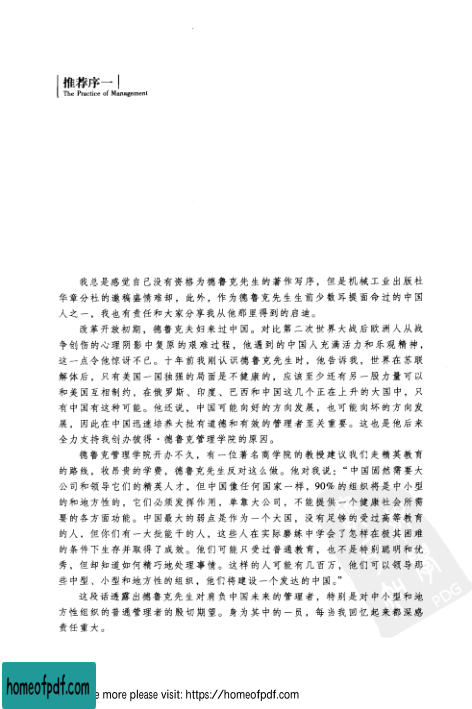 推荐序一
The Practice of Management
我总是感觉自己没有资格为德鲁克先生的著作写序，但是机械工业出版社
华章分社的邀稿盛情难却，此外，作为德鲁克先生生前少数耳提面命过的中国
人之一，我也有责任和大家分享我从他那里得到的启迪。
改革开放初期，德鲁克夫妇来过中国。对比第二次世界大战后欧洲人从战
争创伤的心理阴影中复原的艰难过程，他遇到的中国人充满活力和乐观精神，
这一点令他惊讶不已。十年前我刚认识德鲁克先生时，他告诉我，世界在苏联
解体后，只有美国一国独强的局面是不健康的，应该至少还有另一股力量可以
和美国互相制约，在俄罗斯、印度、巴西和中国这几个正在上升的大国中，只
有中国有这种可能。他还说，中国可能向好的方向发展，也可能向坏的方向发
展，因此在中国迅速培养大批有道德和有效的管理者至关重要。这也是他后来
全力支持我创办彼得·德鲁克管理学院的原因。
德鲁克管理学院开办不久，有一位著名商学院的教授建议我们走精英教育
的路线，收昂贵的学费，德鲁克先生反对这么做。他对我说：“中国固然需要大
公司和领导它们的精英人才，但中国像任何国家一样，90%的组织将是中小型
的和地方性的，它们必须发挥作用，单靠大公司，不能提供一个健康社会所需
要的各方面功能。中国最大的弱点是作为一个大国，没有足够的受过高等教育
的人，但你们有一大批能干的人，这些人在实际磨练中学会了怎样在极其困难
的条件下生存并取得了成效。他们可能只受过普通教育，也不是特别聪明和优
秀，但却知道如何精巧地处理事情。这样的人可能有几百万，他们可以领导那
些中型、小型和地方性的组织，他们将建设一个发达的中国。”
这段话透露出德鲁克先生对肩负中国未来的管理者，特别是对中小型和地
方性组织的普通管理者的殷切期望。身为其中的一员，每当我回忆起来都深感
责任重大。
PDG
homeofpdf.com
e more please visit: https://homeofpdf.com